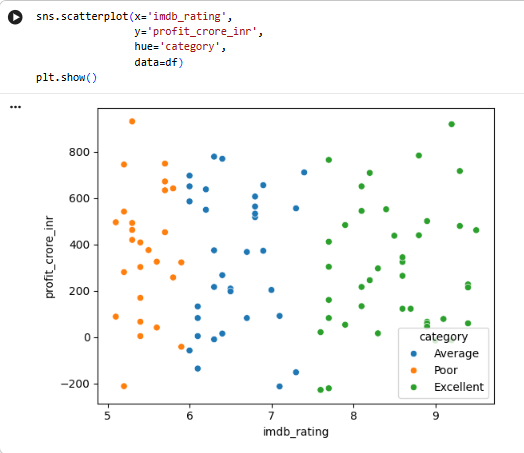 sns.scatterplot(x='imdb_rating',
y='profit_crore_inr',
hue='category',
data=df)
plt.show()
800
600
400
200
0
−200
profit_crore_inr
5
6
7
8
9
imdb_rating
category
Average
Poor
Excellent